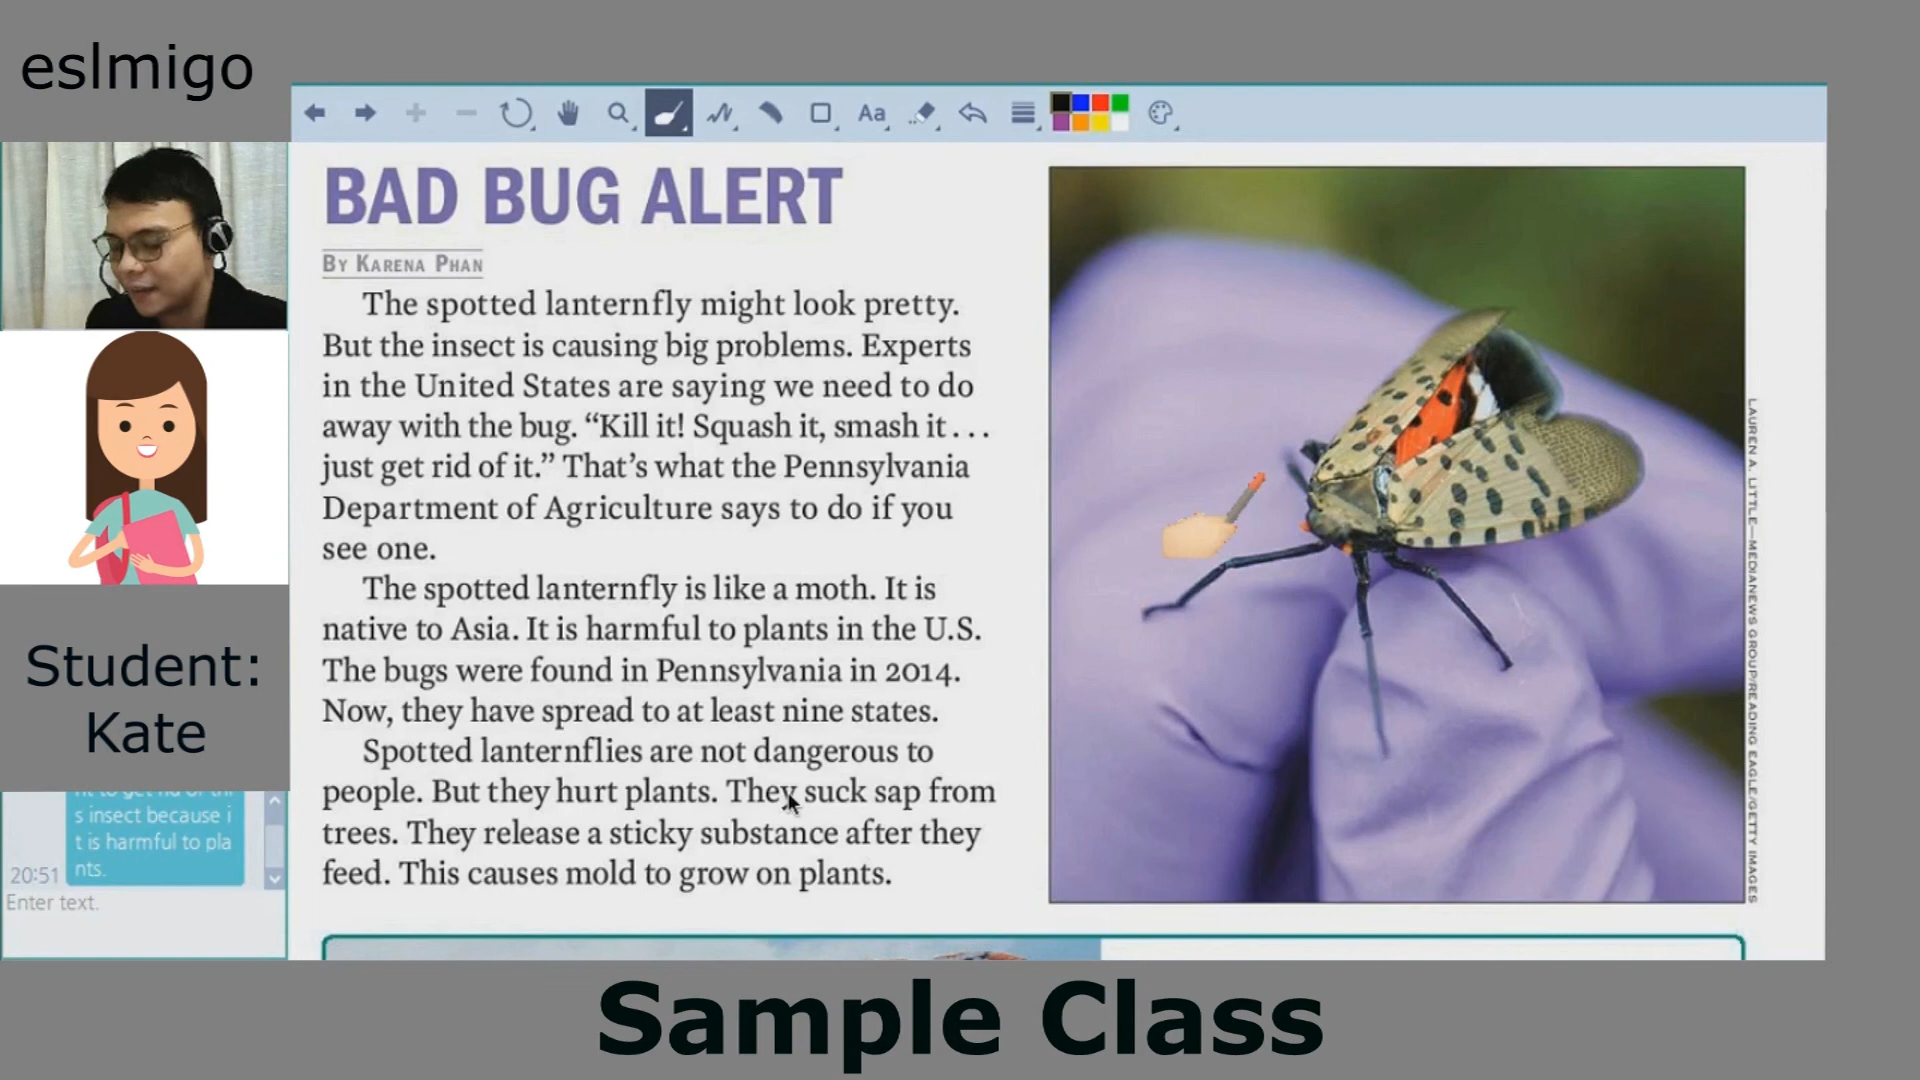 eslmigo
Aa
BAD BUG ALERT
BY KARENA PHAN
The spotted lanternfly might look pretty.
But the insect is causing big problems. Experts
in the United States are saying we need to do
away with the bug. “Kill it! Squash it, smash it . . .
just get rid of it.” That’s what the Pennsylvania
Department of Agriculture says to do if you
see one.
The spotted lanternfly is like a moth. It is
native to Asia. It is harmful to plants in the U.S.
The bugs were found in Pennsylvania in 2014.
Now, they have spread to at least nine states.
Spotted lanternflies are not dangerous to
people. But they hurt plants. They suck sap from
trees. They release a sticky substance after they
feed. This causes mold to grow on plants.
LAUREN A. LITTLE—MEDIANEWS GROUP/READING EAGLE/GETTY IMAGES
Student:
Kate
s insect because i
t is harmful to pla
nts.
20:51
Enter text.
Sample Class